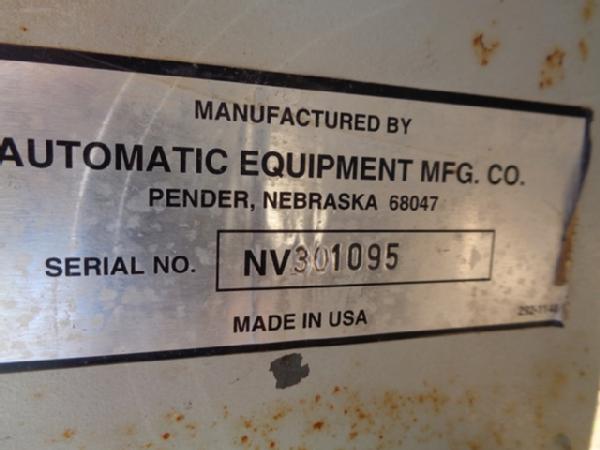 MANUFACTURED BY
AUTOMATIC EQUIPMENT MFG. CO.
PENDER, NEBRASKA 68047
SERIAL NO. NV301095
MADE IN USA